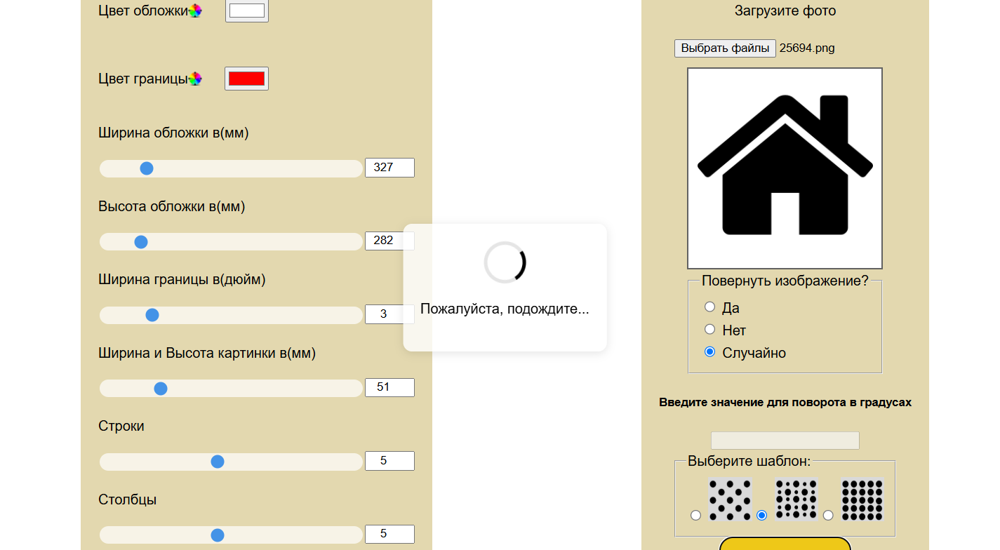 Цвет обложки
Цвет границы
Ширина обложки в(мм)
327
Высота обложки в(мм)
282
Ширина границы в(дюйм)
3
Ширина и Высота картинки в(мм)
51
Строки
5
Столбцы
5
Пожалуйста, подождите...
Загрузите фото
Выбрать файлы 25694.png
Повернуть изображение?
Да
Нет
Случайно
Введите значение для поворота в градусах
Выберите шаблон: